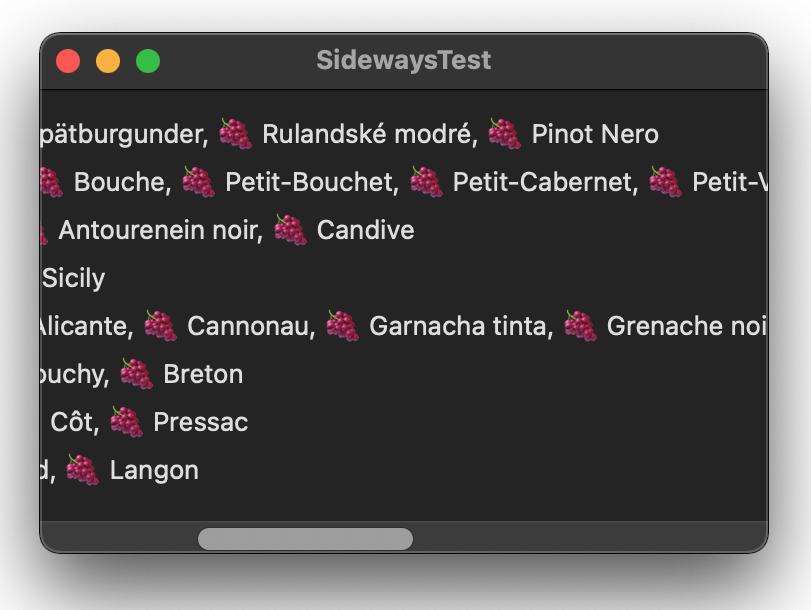 SidewaysTest
pätburgunder, 🍇 Rulandské modré, 🍇 Pinot Nero
🍇 Bouche, 🍇 Petit-Bouchet, 🍇 Petit-Cabernet, 🍇 Petit-V
🍇 Antourenein noir, 🍇 Candive
Sicily
Alicante, 🍇 Cannonau, 🍇 Garnacha tinta, 🍇 Grenache noi
ouchy, 🍇 Breton
Côt, 🍇 Pressac
d, 🍇 Langon